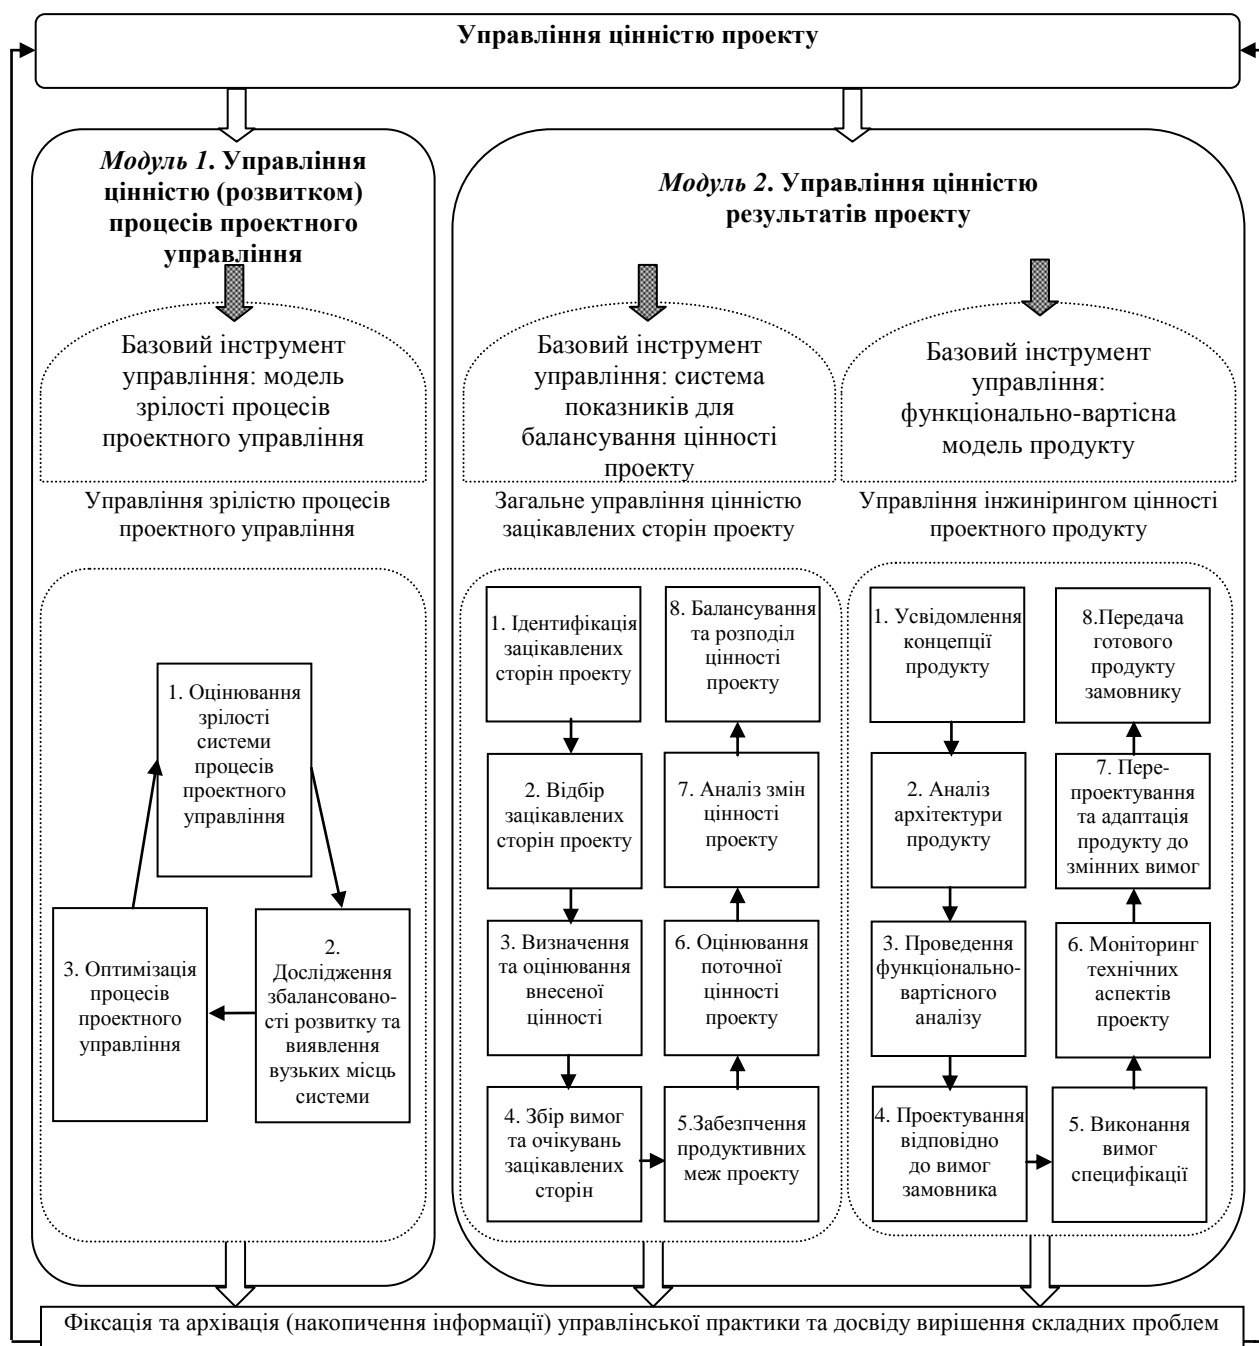 Управління цінністю проекту
Модуль 1. Управління
цінністю (розвитком)
процесів проектного
управління
Базовий інструмент
управління: модель
зрілості процесів
проектного управління
Управління зрілістю процесів
проектного управління
1. Оцінювання
зрілості
системи
процесів
проектного
управління
2.
Дослідження
збалансовано-
сті розвитку та
виявлення
вузьких місць
системи
3. Оптимізація
процесів
проектного
управління
Модуль 2. Управління цінністю
результатів проекту
Базовий інструмент
управління: система
показників для
балансування цінності
проекту
Загальне управління цінністю
зацікавлених сторін проекту
1. Ідентифікація
зацікавлених
сторін проекту
2. Відбір
зацікавлених
сторін проекту
3. Визначення
та оцінювання
внесеної
цінності
4. Збір вимог
та очікувань
зацікавлених
сторін
5.Забезпчення
продуктивних
меж проекту
6. Оцінювання
поточної
цінності
проекту
7. Аналіз змін
цінності
проекту
8. Балансування
та розподіл
цінності
проекту
Базовий інструмент
управління:
функціонально-вартісна
модель продукту
Управління інжинірингом цінності
проектного продукту
1. Усвідомлення
концепції
продукту
2. Аналіз
архітектури
продукту
3. Проведення
функціонально-
вартісного
аналізу
4. Проектування
відповідно
до вимог
замовника
5. Виконання
вимог
специфікації
6. Моніторинг
технічних
аспектів
проекту
7. Пере-
проектування
та адаптація
продукту до
змінних вимог
8.Передача
готового
продукту
замовнику
Фіксація та архівація (накопичення інформації) управлінської практики та досвіду вирішення складних проблем